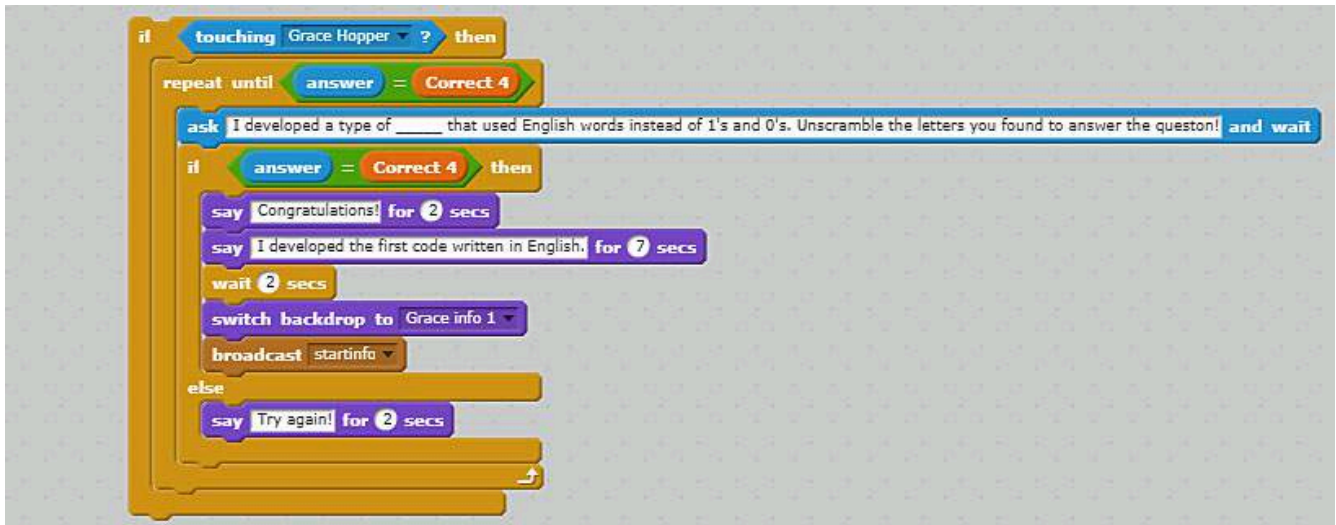 if touching Grace Hopper ? then
repeat until answer = Correct 4
ask I developed a type of _____ that used English words instead of 1's and 0's. Unscramble the letters you found to answer the queston! and wait
if answer = Correct 4 then
say Congratulations! for 2 secs
say I developed the first code written in English. for 7 secs
wait 2 secs
switch backdrop to Grace info 1
broadcast startinfo
else
say Try again! for 2 secs